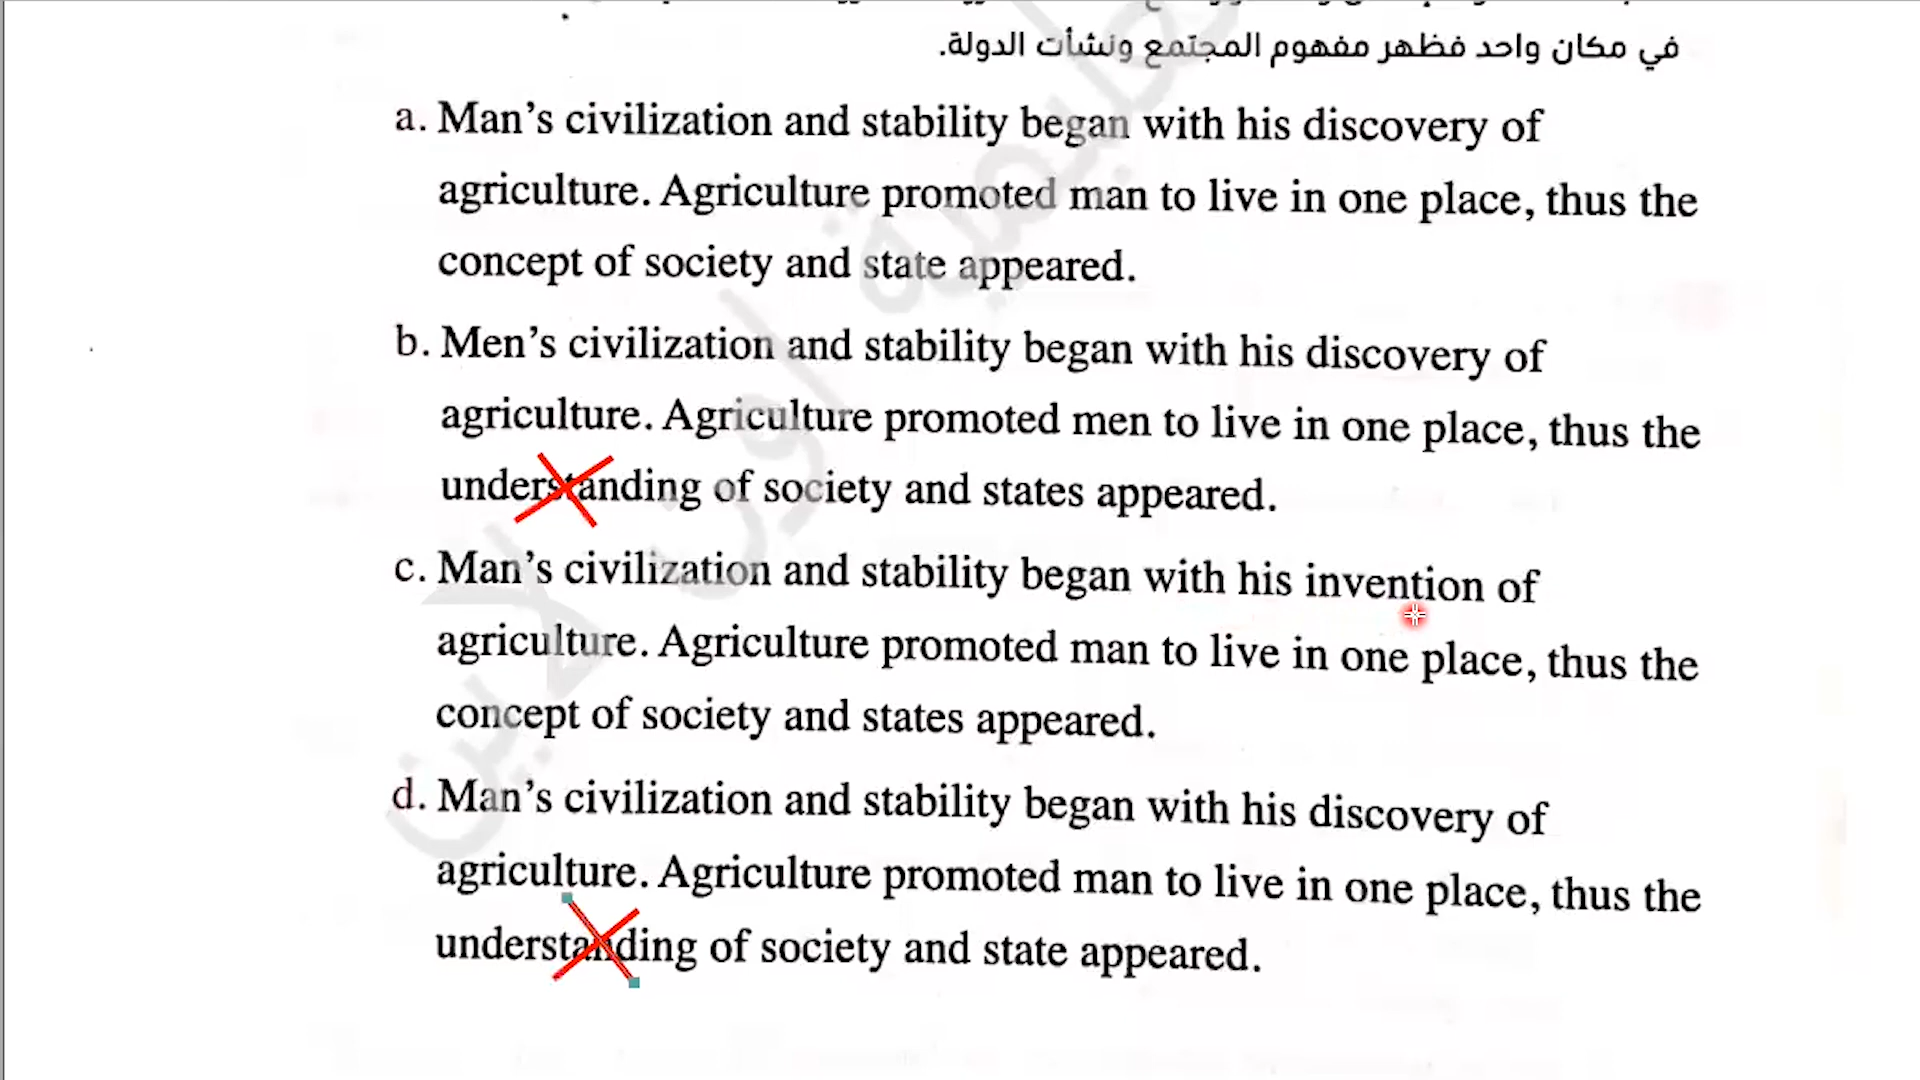 في مكان واحد فظهر مفهوم المجتمع ونشأت الدولة.
a. Man's civilization and stability began with his discovery of
agriculture. Agriculture promoted man to live in one place, thus the
concept of society and state appeared.
b. Men's civilization and stability began with his discovery of
agriculture. Agriculture promoted men to live in one place, thus the
understanding of society and states appeared.
c. Man's civilization and stability began with his invention of
agriculture. Agriculture promoted man to live in one place, thus the
concept of society and states appeared.
d. Man's civilization and stability began with his discovery of
agriculture. Agriculture promoted man to live in one place, thus the
understanding of society and state appeared.
اون لاين